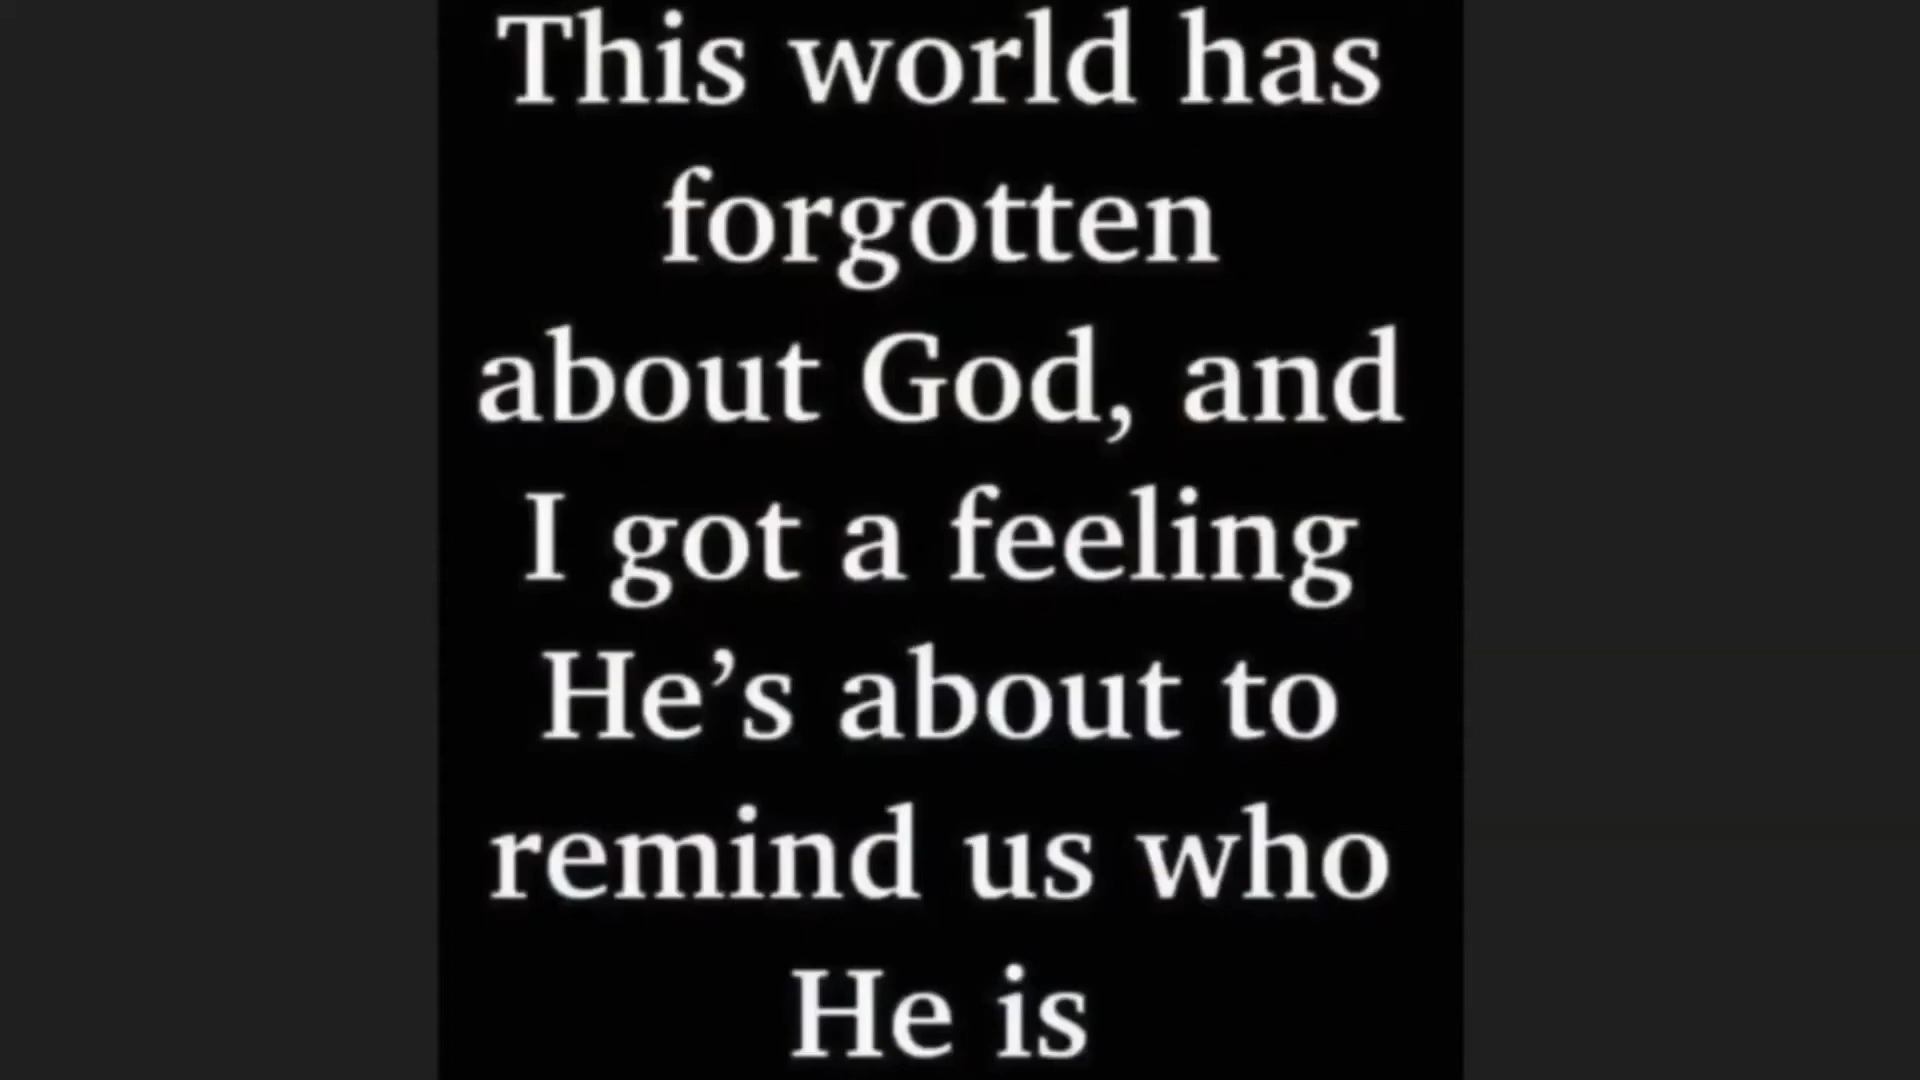 This world has
forgotten
about God, and
I got a feeling
He’s about to
remind us who
He is